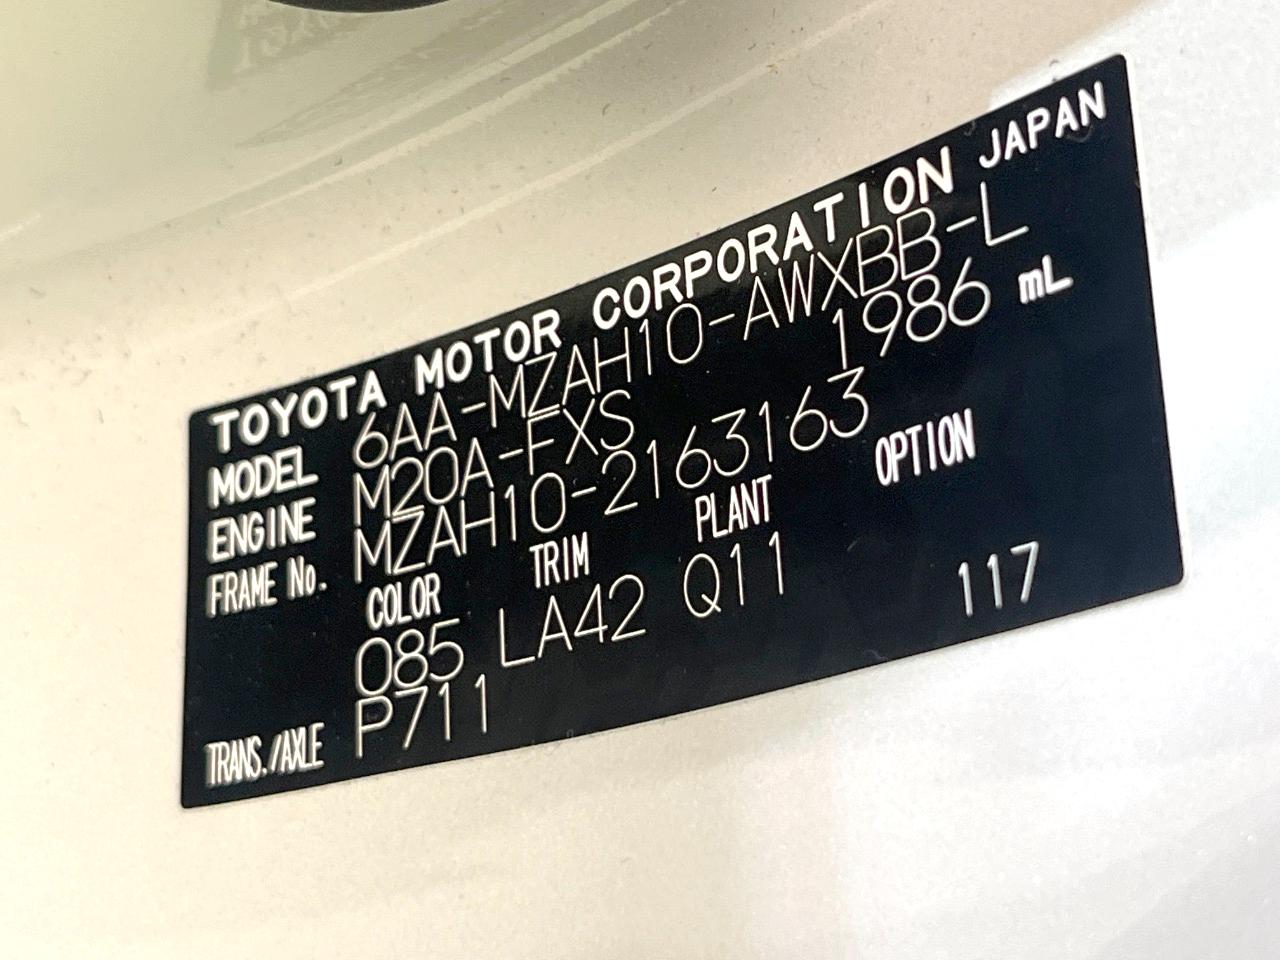 TOYOTA MOTOR CORPORATION JAPAN
MODEL 6AA-MZAH10-AWXBB-L
ENGINE M20A-FXS 1986 mL
FRAME No. MZAH10-2163163
COLOR TRIM PLANT OPTION
085 LA42 Q11 117
TRANS./AXLE P711